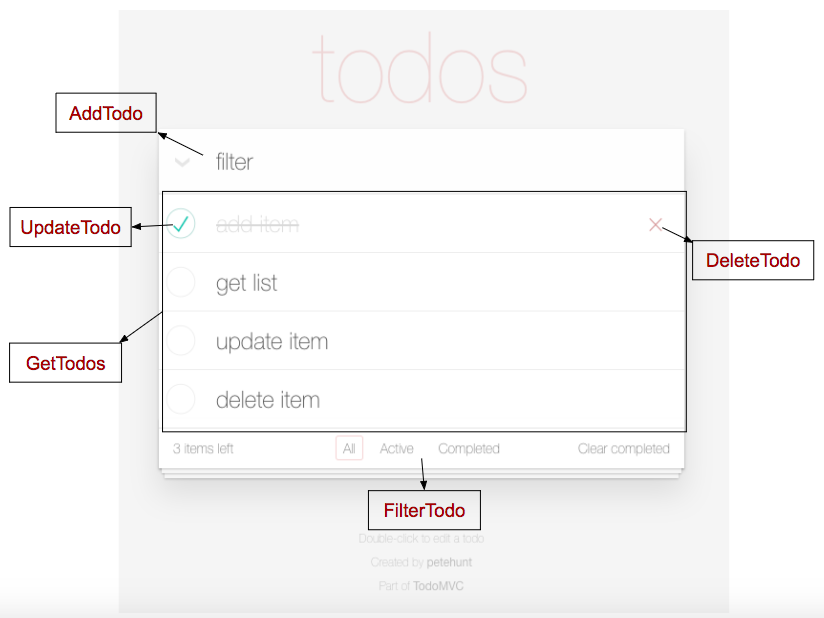 todos
AddTodo
filter
UpdateTodo
add item
DeleteTodo
get list
update item
GetTodos
delete item
3 items left All Active Completed Clear completed
FilterTodo
Double-click to edit a todo
Created by petehunt
Part of TodoMVC